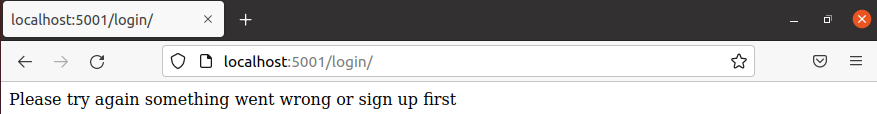 localhost:5001/login/
localhost:5001/login/
Please try again something went wrong or sign up first